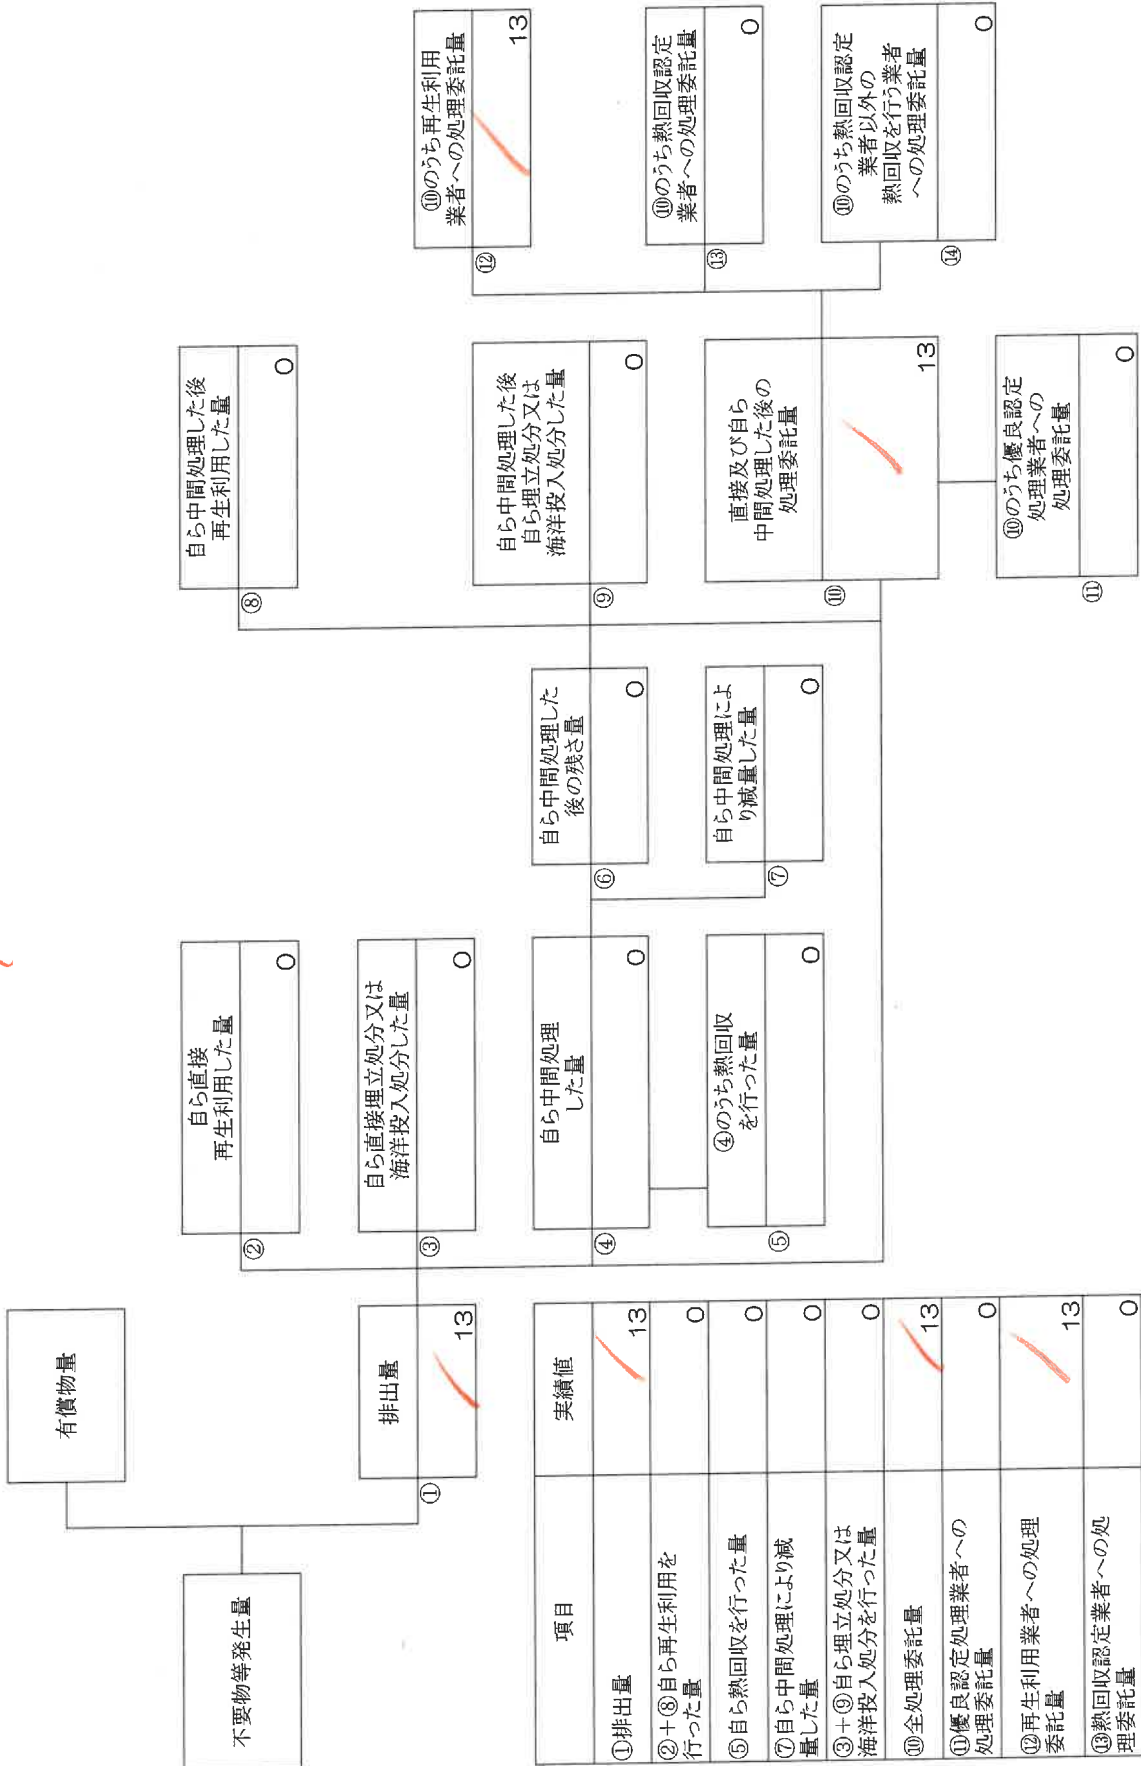 不要物等発生量
有償物量
排出量
①
13
自ら直接
再生利用した量
②
0
自ら直接埋立処分又は
海洋投入処分した量
③
0
自ら中間処理
した量
④
0
④のうち熱回収
を行った量
⑤
0
自ら中間処理した
後の残さ量
⑥
0
自ら中間処理によ
り減量した量
⑦
0
自ら中間処理した後
再生利用した量
⑧
0
自ら中間処理した後
自ら埋立処分又は
海洋投入処分した量
⑨
0
直接及び自ら
中間処理した後の
処理委託量
⑩
13
⑩のうち優良認定
処理業者への
処理委託量
⑪
0
⑩のうち再生利用
業者への処理委託量
⑫
13
⑩のうち熱回収認定
業者への処理委託量
⑬
0
⑩のうち熱回収認定
業者以外の
熱回収を行う業者
への処理委託量
⑭
0
項目 実績値
①排出量 13
②+⑧自ら再生利用を
行った量 0
⑤自ら熱回収を行った量 0
⑦自ら中間処理により減
量した量 0
③+⑨自ら埋立処分又は
海洋投入処分を行った量 0
⑩全処理委託量 13
⑪優良認定処理業者への
処理委託量 0
⑫再生利用業者への処理
委託量 13
⑬熱回収認定業者への処
理委託量 0